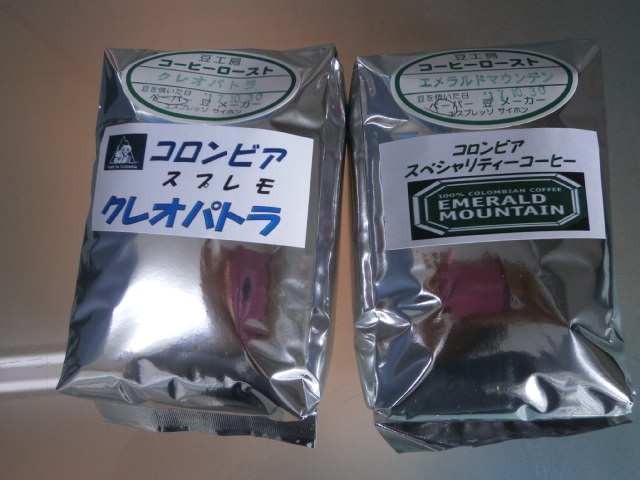 豆工房
コーヒーロースト
クレオパトラ
豆を焼いた日
10.30
ペーパー 豆 メーカー
エスプレッソ サイホン
コロンビア
スプレモ
クレオパトラ
豆工房
コーヒーロースト
エメラルドマウンテン
豆を焼いた日
10.30
ペーパー 豆 メーカー
エスプレッソ サイホン
コロンビア
スペシャリティーコーヒー
100% COLOMBIAN COFFEE
EMERALD
MOUNTAIN